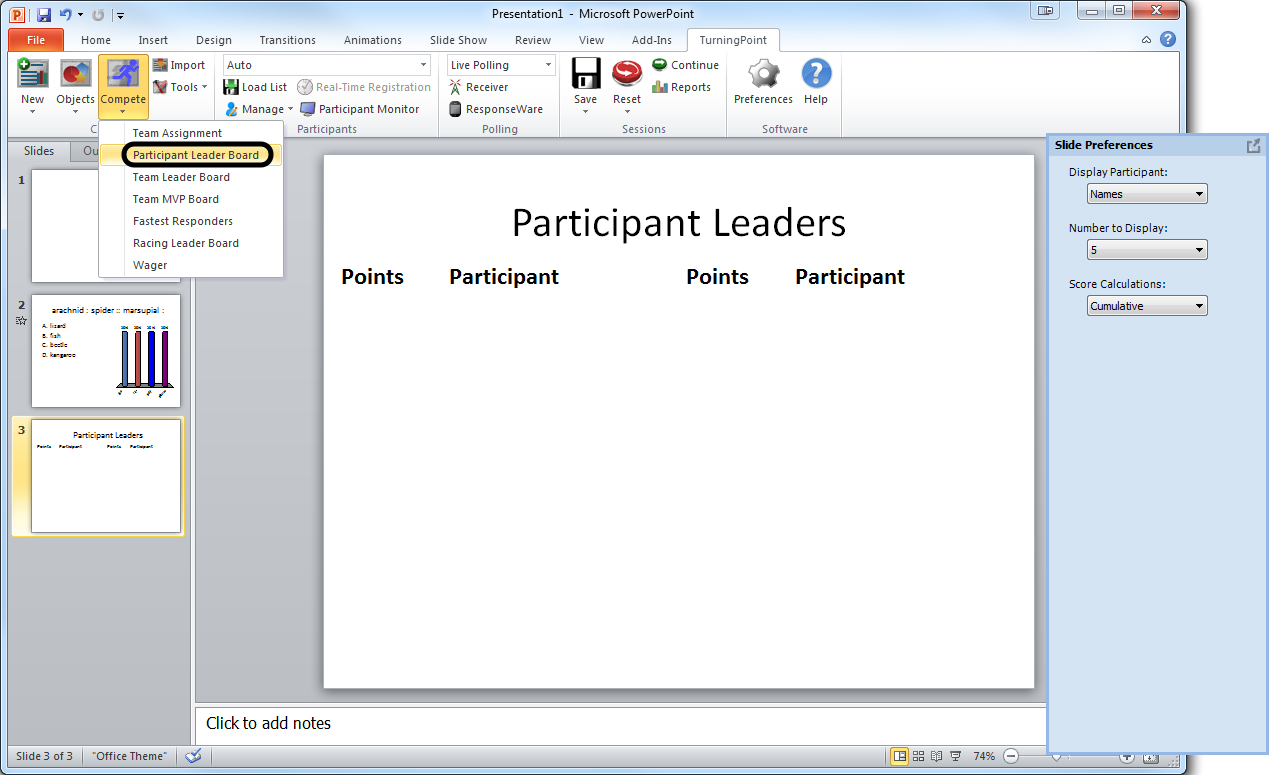 Presentation1 - Microsoft PowerPoint
File Home Insert Design Transitions Animations Slide Show Review View Add-Ins TurningPoint
New Objects Compete Import Tools
Auto
Load List Real-Time Registration
Manage Participant Monitor
Participants
Live Polling
Receiver
ResponseWare
Polling
Save Reset Continue Reports
Sessions
Preferences Help
Software
Team Assignment
Participant Leader Board
Team Leader Board
Team MVP Board
Fastest Responders
Racing Leader Board
Wager
Slides Ou
1
2
arachnid : spider :: marsupial :
A. lizard
B. fish
C. beetle
D. kangaroo
3
Participant Leaders
Points Participant Points Participant
Participant Leaders
Points Participant Points Participant
Click to add notes
Slide Preferences
Display Participant:
Names
Number to Display:
5
Score Calculations:
Cumulative
Slide 3 of 3 "Office Theme" 74%